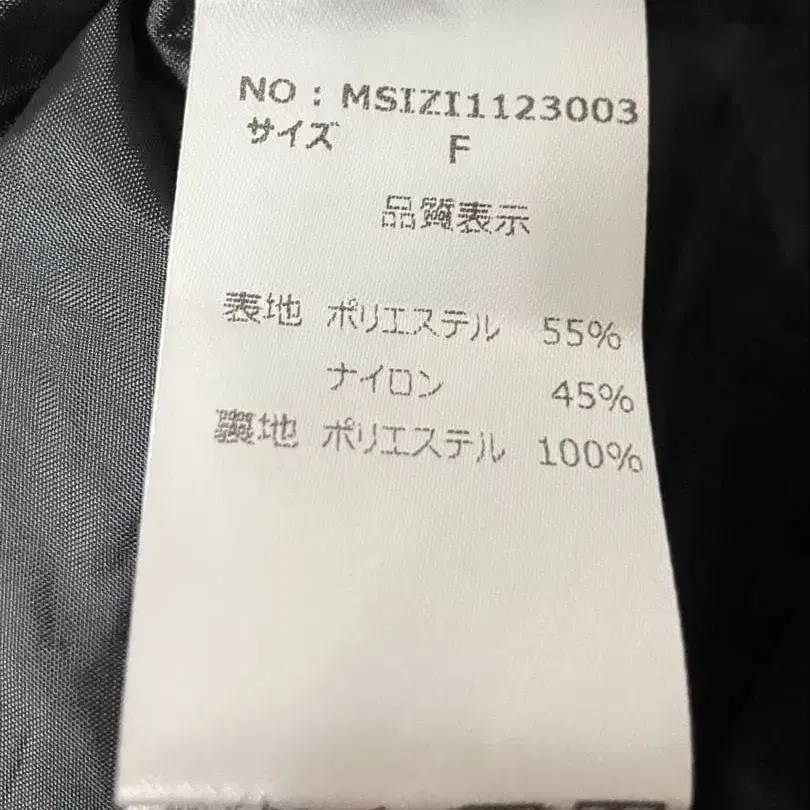 NO : MSIZI1123003
サイズ F
品質表示
表地 ポリエステル 55%
ナイロン 45%
裏地 ポリエステル 100%